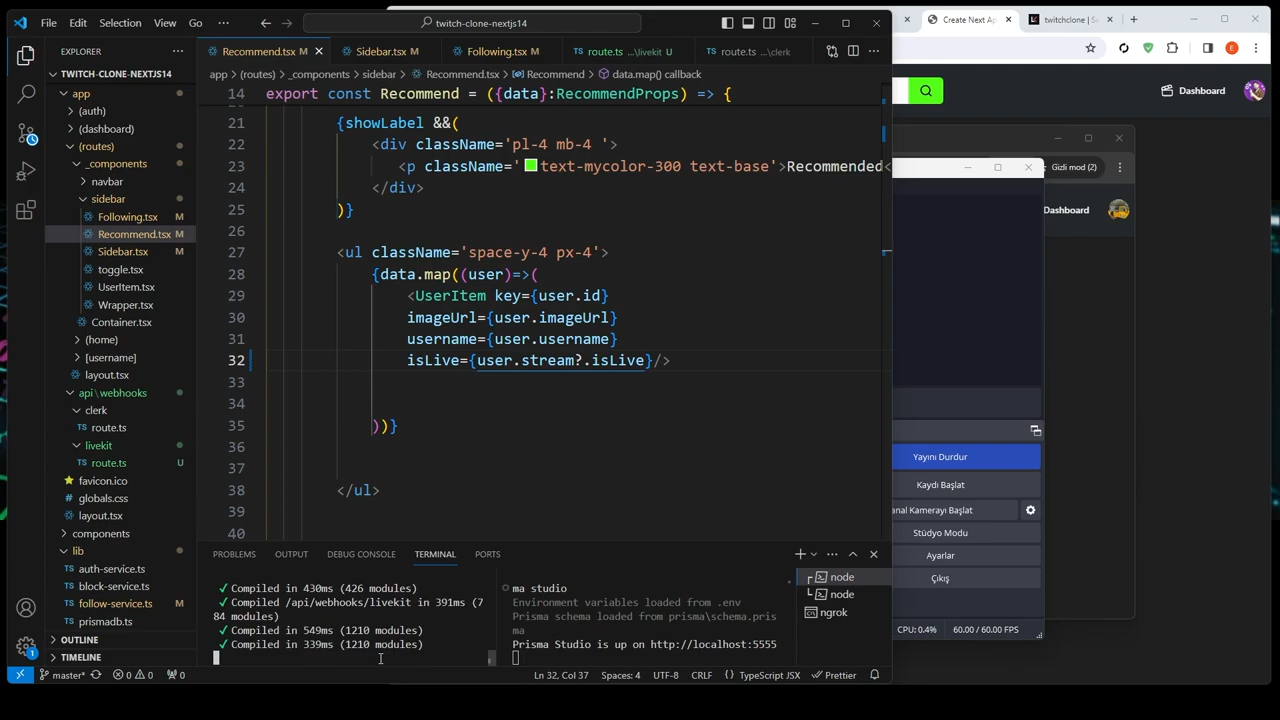 File Edit Selection View Go ··· twitch-clone-nextjs14
Create Next Ap
twitchclone | Se
EXPLORER
TWITCH-CLONE-NEXTJS14
app
(auth)
(dashboard)
(routes)
_components
navbar
sidebar
Following.tsx M
Recommend.tsx M
Sidebar.tsx M
toggle.tsx
UserItem.tsx
Wrapper.tsx
Container.tsx
(home)
[username]
layout.tsx
api\webhooks
clerk
route.ts
livekit
route.ts U
favicon.ico
globals.css
layout.tsx
components
lib
auth-service.ts
block-service.ts
follow-service.ts
prismadb.ts
OUTLINE
TIMELINE
Recommend.tsx M Sidebar.tsx M Following.tsx M route.ts ...\livekit U route.ts ...\clerk
app > (routes) > _components > sidebar > Recommend.tsx > Recommend > data.map() callback
14 export const Recommend = ({data}:RecommendProps) => {
21 {showLabel &&(
22 <div className='pl-4 mb-4 '>
23 <p className=' text-mycolor-300 text-base'>Recommended<
24 </div>
25 )}
26
27 <ul className='space-y-4 px-4'>
28 {data.map((user)=>(
29 <UserItem key={user.id}
30 imageUrl={user.imageUrl}
31 username={user.username}
32 isLive={user.stream?.isLive}/>
33
34
35 ))}
36
37
38 </ul>
39
40
PROBLEMS OUTPUT DEBUG CONSOLE TERMINAL PORTS
✓ Compiled in 430ms (426 modules)
✓ Compiled /api/webhooks/livekit in 391ms (7
84 modules)
✓ Compiled in 549ms (1210 modules)
✓ Compiled in 339ms (1210 modules)
ma studio
Environment variables loaded from .env
Prisma schema loaded from prisma\schema.pris
ma
Prisma Studio is up on http://localhost:5555
node
node
ngrok
master* 0 0 0 Ln 32, Col 37 Spaces: 4 UTF-8 CRLF TypeScript JSX Prettier
E
Dashboard
Gizli mod (2)
Dashboard
Yayını Durdur
Kaydı Başlat
anal Kamerayı Başlat
Stüdyo Modu
Ayarlar
Çıkış
CPU: 0.4% 60.00 / 60.00 FPS